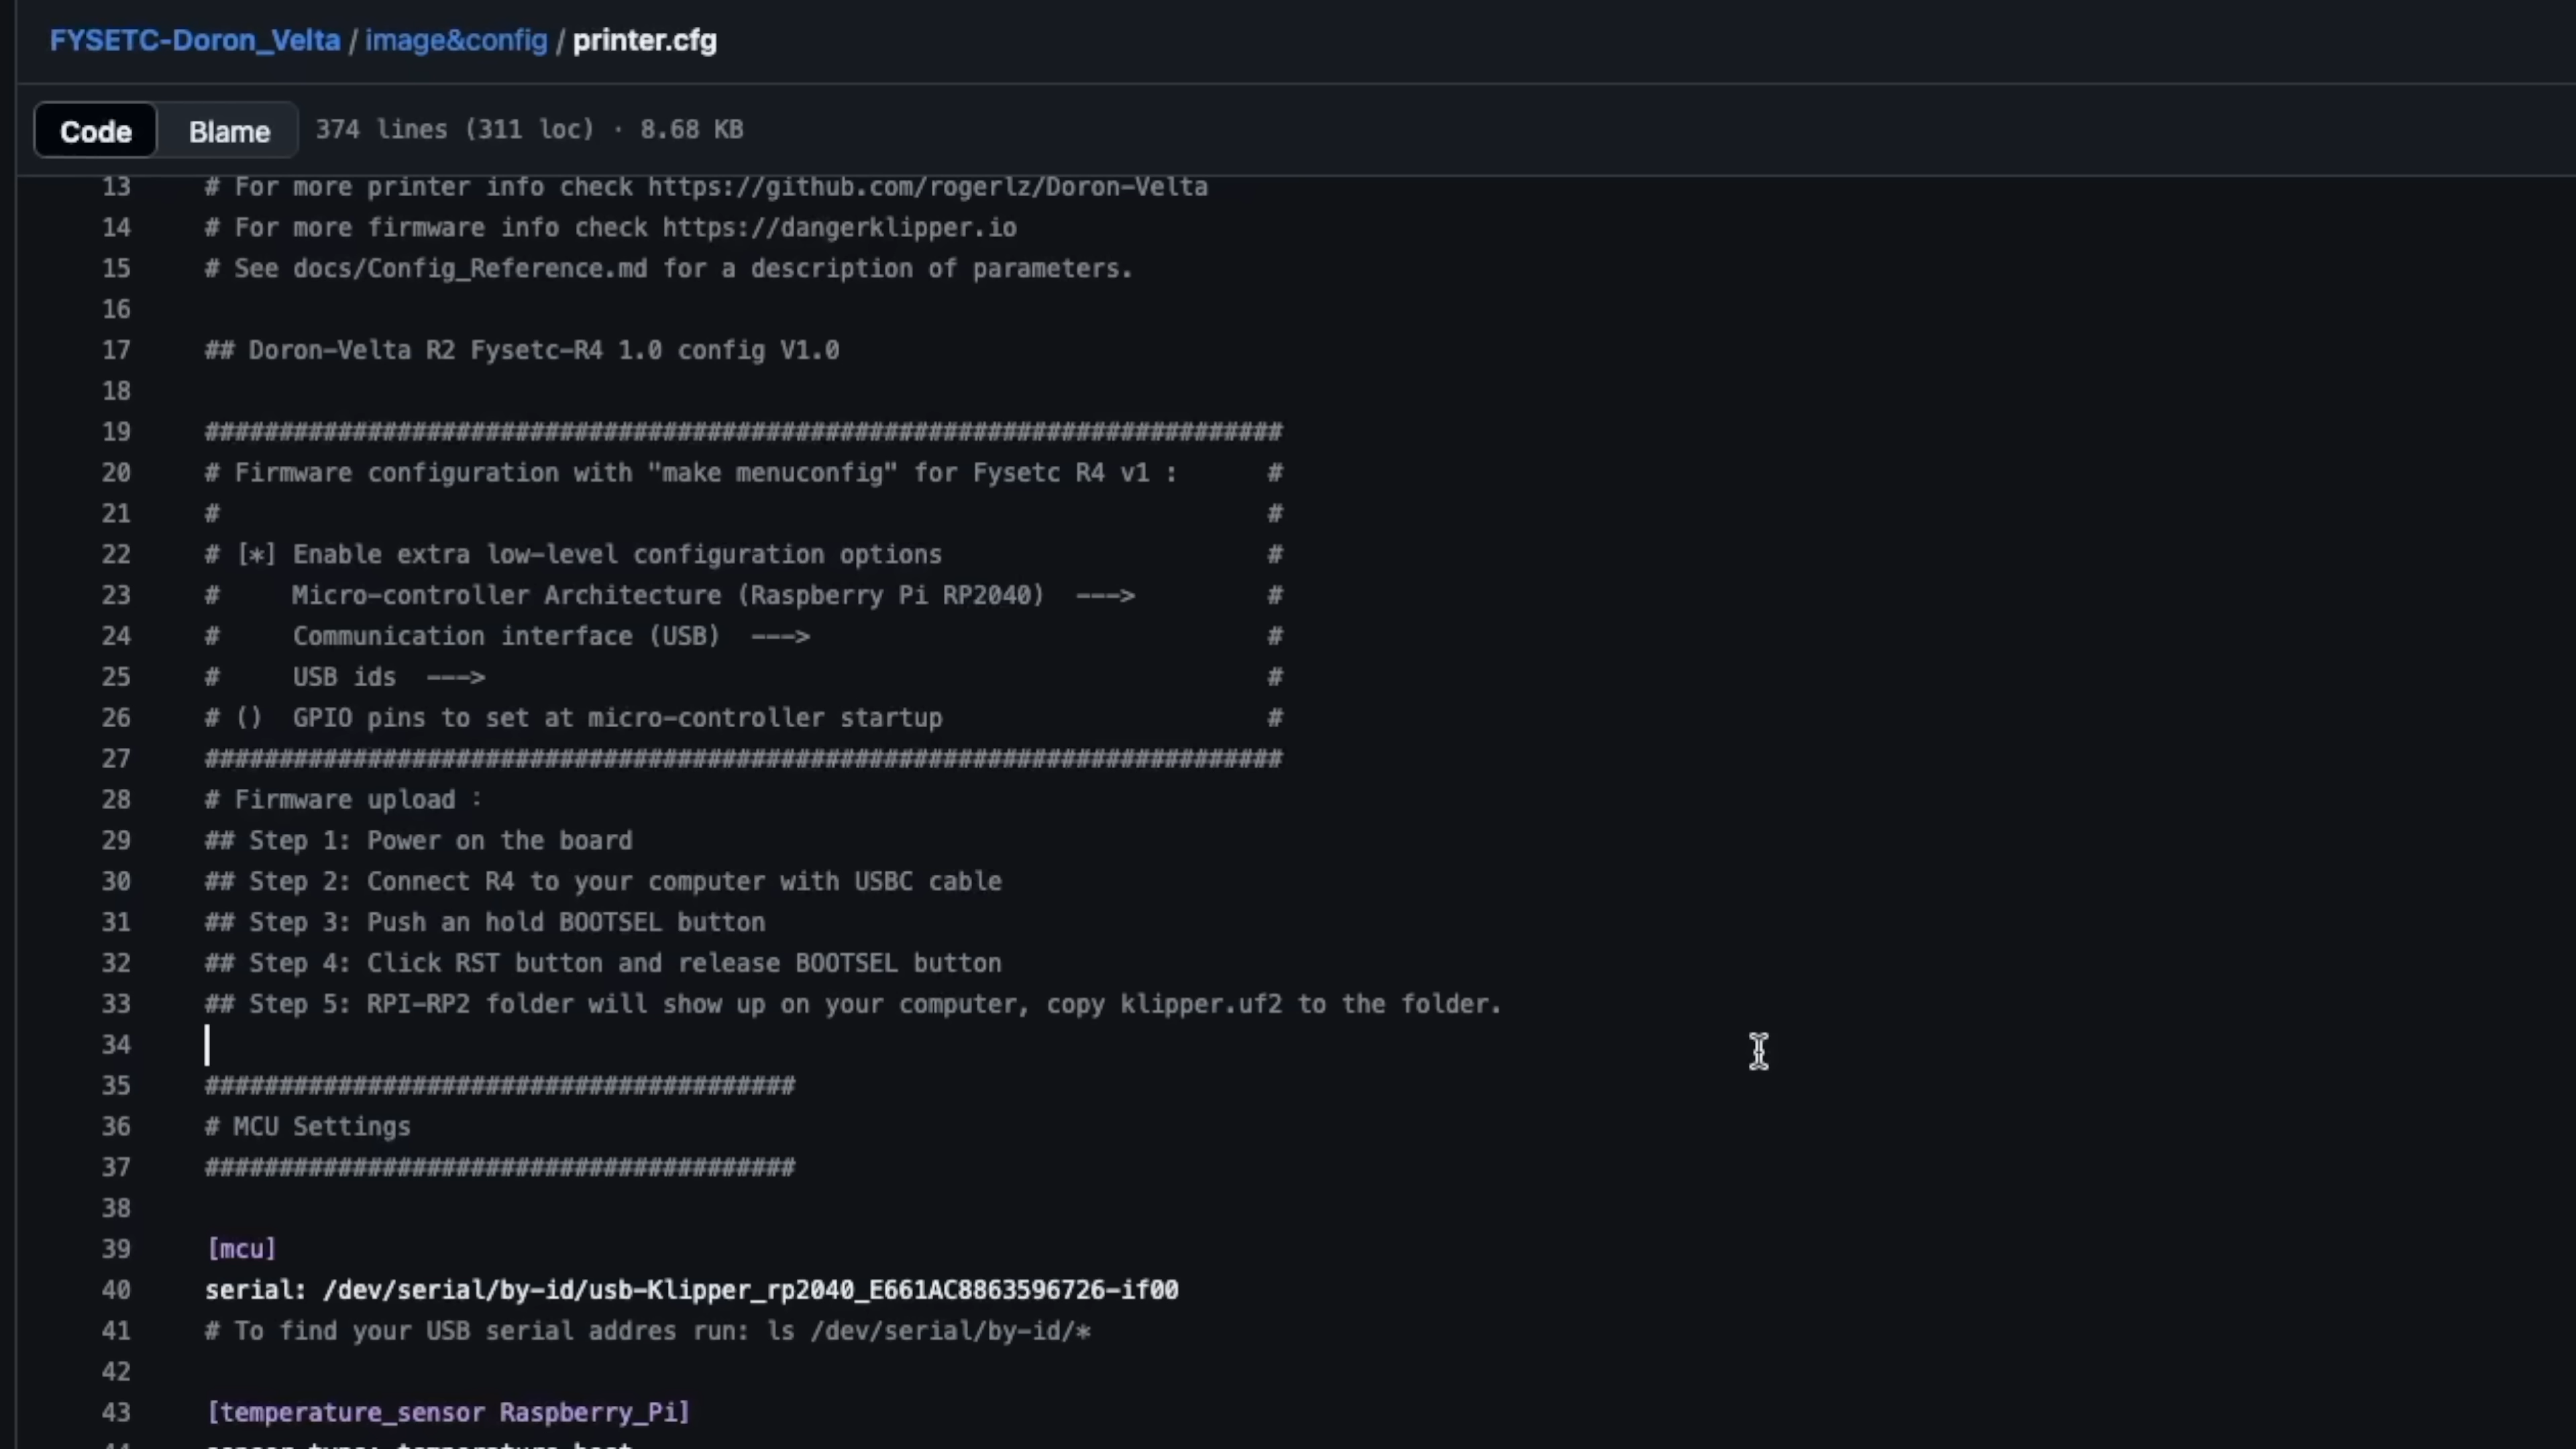 FYSETC-Doron_Velta / image&config / printer.cfg
Code Blame 374 lines (311 loc) · 8.68 KB
13 # For more printer info check https://github.com/rogerlz/Doron-Velta
14 # For more firmware info check https://dangerklipper.io
15 # See docs/Config_Reference.md for a description of parameters.
16
17 ## Doron-Velta R2 Fysetc-R4 1.0 config V1.0
18
19 #########################################################################
20 # Firmware configuration with "make menuconfig" for Fysetc R4 v1 :      #
21 #                                                                       #
22 # [*] Enable extra low-level configuration options                      #
23 #     Micro-controller Architecture (Raspberry Pi RP2040)  --->         #
24 #     Communication interface (USB)  --->                               #
25 #     USB ids  --->                                                     #
26 # ()  GPIO pins to set at micro-controller startup                      #
27 #########################################################################
28 # Firmware upload :
29 ## Step 1: Power on the board
30 ## Step 2: Connect R4 to your computer with USBC cable
31 ## Step 3: Push an hold BOOTSEL button
32 ## Step 4: Click RST button and release BOOTSEL button
33 ## Step 5: RPI-RP2 folder will show up on your computer, copy klipper.uf2 to the folder.
34
35 ########################################
36 # MCU Settings
37 ########################################
38
39 [mcu]
40 serial: /dev/serial/by-id/usb-Klipper_rp2040_E661AC8863596726-if00
41 # To find your USB serial addres run: ls /dev/serial/by-id/*
42
43 [temperature_sensor Raspberry_Pi]
44 sensor_type: temperature_host